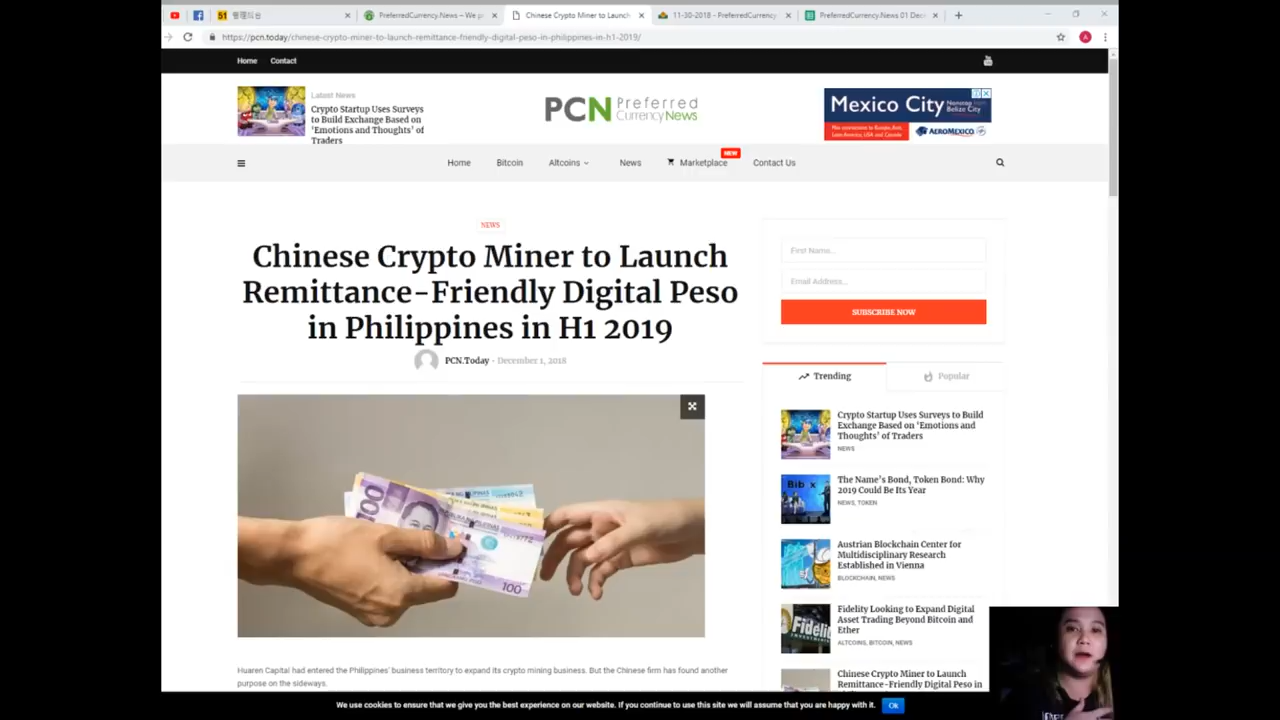 管理后台
PreferredCurrency.News – We p
Chinese Crypto Miner to Launch
11-30-2018 - PreferredCurrency
PreferredCurrency.News 01 Dec
https://pcn.today/chinese-crypto-miner-to-launch-remittance-friendly-digital-peso-in-philippines-in-h1-2019/
Home Contact
Latest News
Crypto Startup Uses Surveys
to Build Exchange Based on
‘Emotions and Thoughts’ of
Traders
PCN Preferred
Currency News
Mexico City
AEROMEXICO
Home Bitcoin Altcoins News Marketplace Contact Us
NEW
NEWS
Chinese Crypto Miner to Launch
Remittance-Friendly Digital Peso
in Philippines in H1 2019
PCN.Today - December 1, 2018
First Name...
Email Address...
SUBSCRIBE NOW
Trending Popular
Crypto Startup Uses Surveys to Build
Exchange Based on ‘Emotions and
Thoughts’ of Traders
NEWS
The Name’s Bond, Token Bond: Why
2019 Could Be Its Year
NEWS, TOKEN
Austrian Blockchain Center for
Multidisciplinary Research
Established in Vienna
BLOCKCHAIN, NEWS
Fidelity Looking to Expand Digital
Asset Trading Beyond Bitcoin and
Ether
ALTCOINS, BITCOIN, NEWS
Chinese Crypto Miner to Launch
Remittance-Friendly Digital Peso in
100
100
Huaren Capital had entered the Philippines’ business territory to expand its crypto mining business. But the Chinese firm has found another
purpose on the sideways.
We use cookies to ensure that we give you the best experience on our website. If you continue to use this site we will assume that you are happy with it. Ok